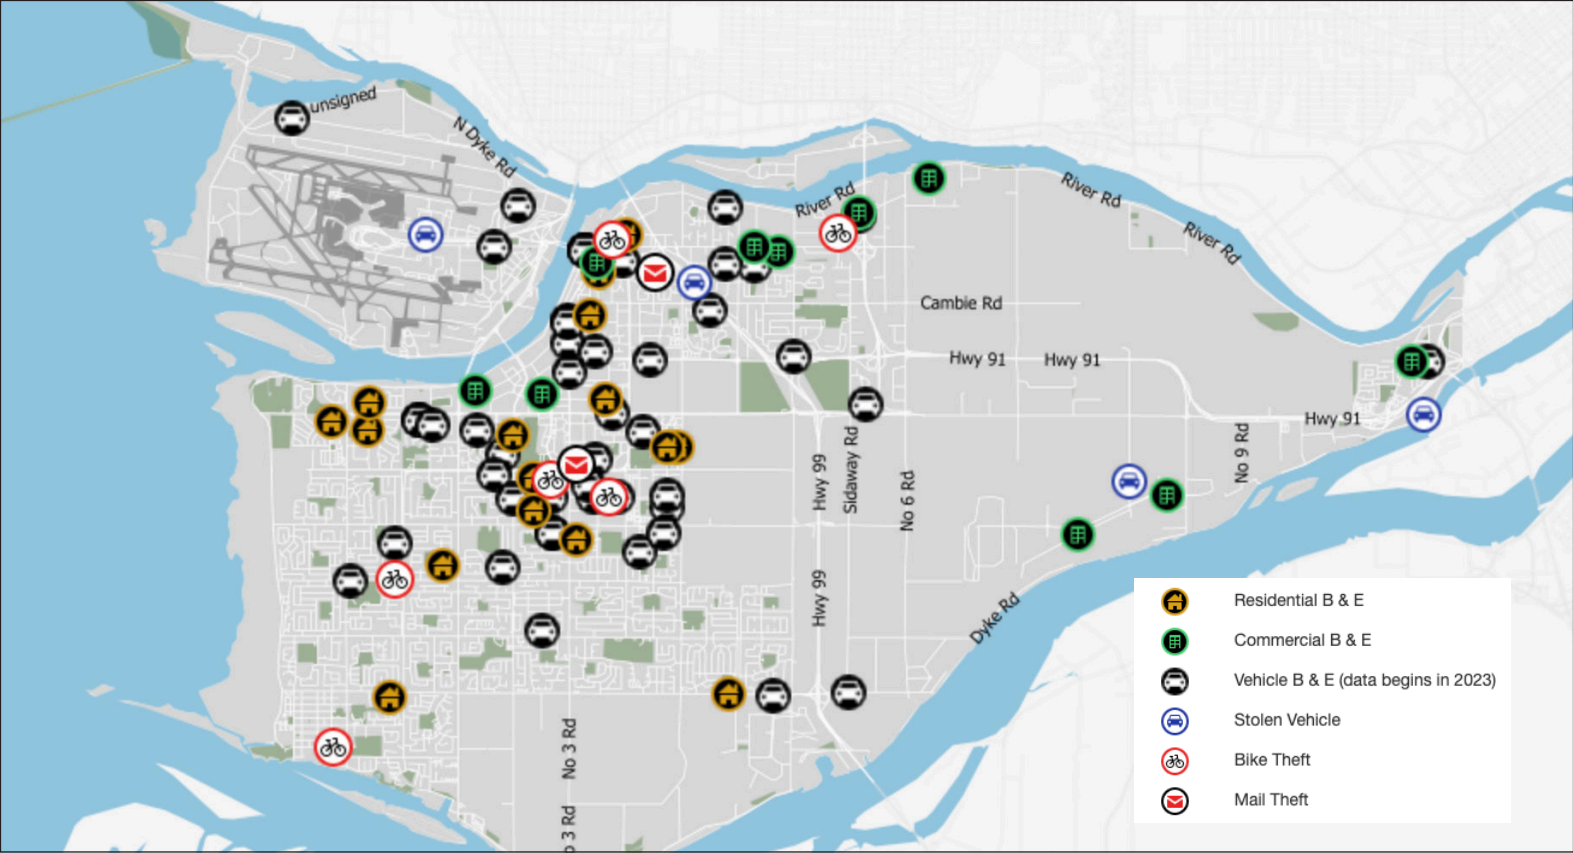 unsigned
N Dyke Rd
River Rd
River Rd
River Rd
Cambie Rd
Hwy 91
Hwy 91
Hwy 91
Hwy 99
Sidaway Rd
No 6 Rd
No 9 Rd
Hwy 99
Dyke Rd
No 3 Rd
3 Rd
Residential B & E
Commercial B & E
Vehicle B & E (data begins in 2023)
Stolen Vehicle
Bike Theft
Mail Theft